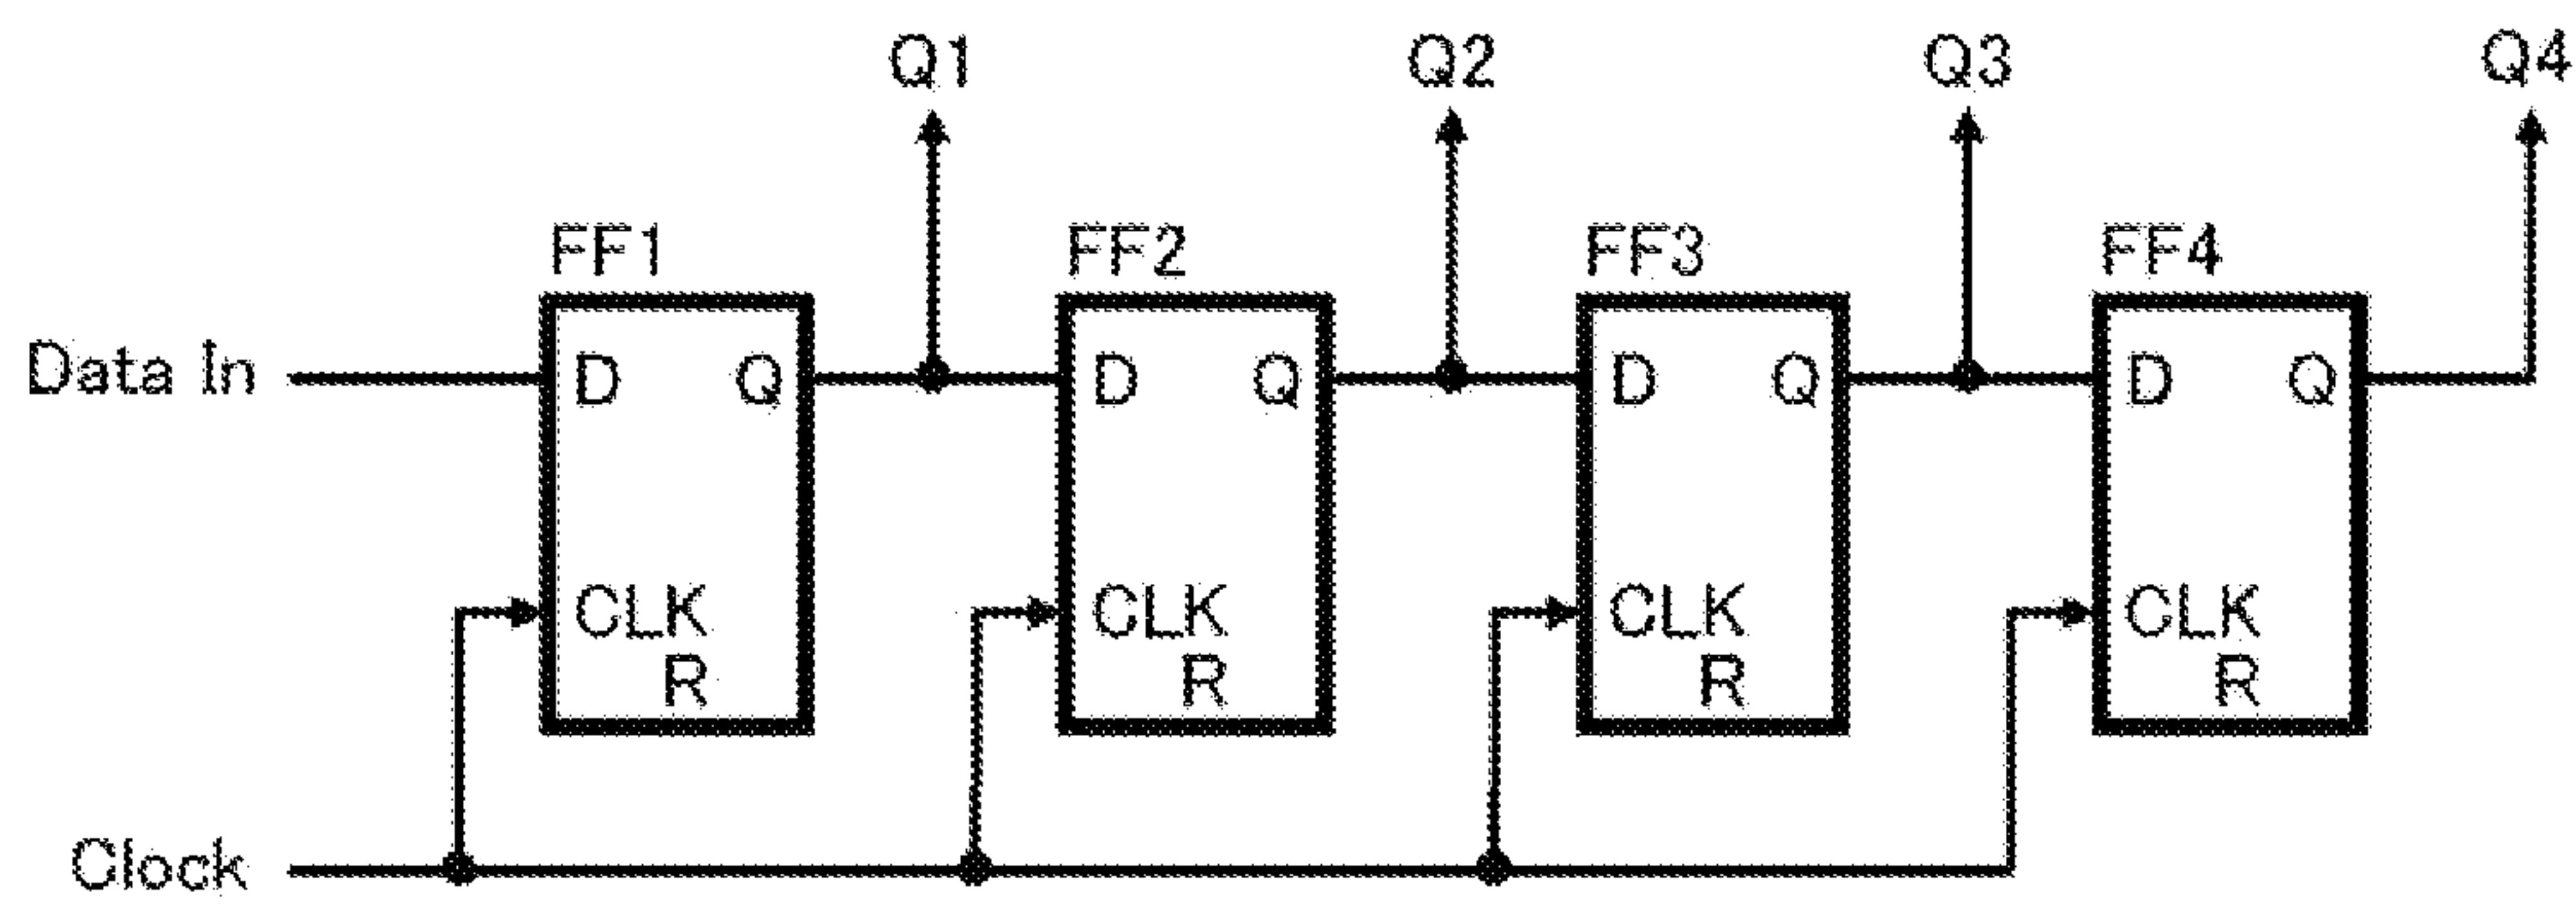 Q1 Q2 Q3 Q4
FF1 FF2 FF3 FF4
Data In D Q D Q D Q D Q
CLK CLK CLK CLK
R R R R
Clock